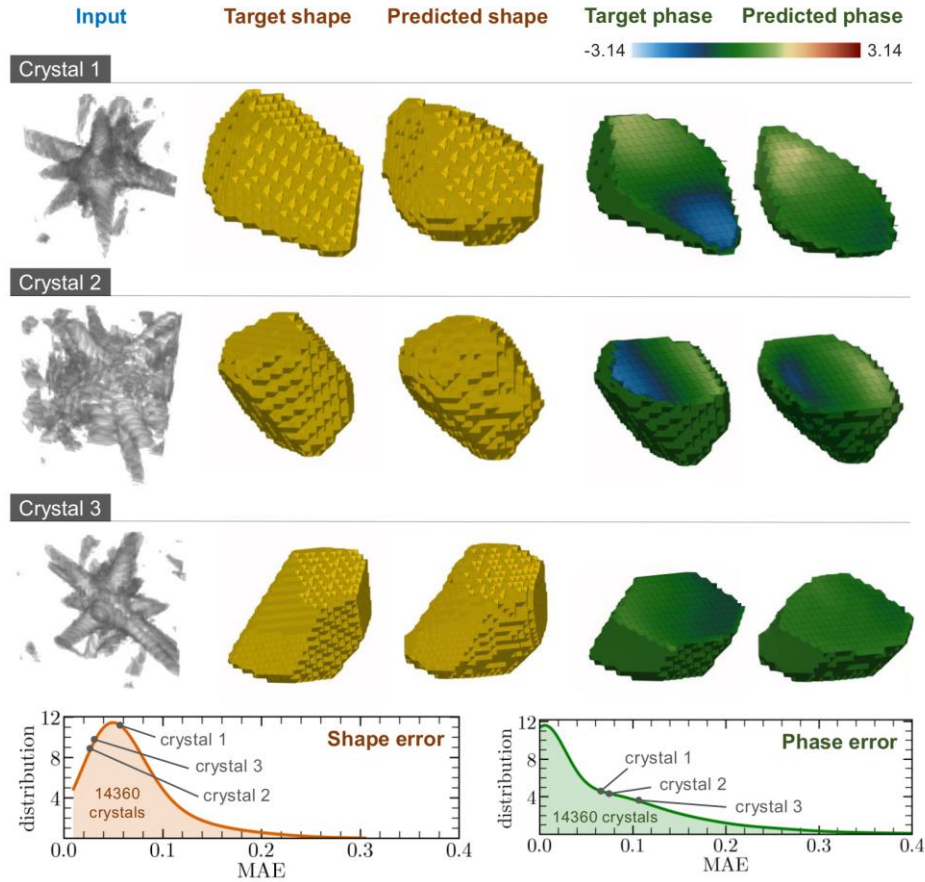 Input Target shape Predicted shape Target phase Predicted phase
-3.14 3.14
Crystal 1
Crystal 2
Crystal 3
12
8
4
distribution
Shape error
crystal 1
crystal 3
crystal 2
14360
crystals
0.0 0.1 0.2 0.3 0.4
MAE
12
8
4
distribution
Phase error
crystal 1
crystal 2
crystal 3
14360 crystals
0.0 0.1 0.2 0.3 0.4
MAE